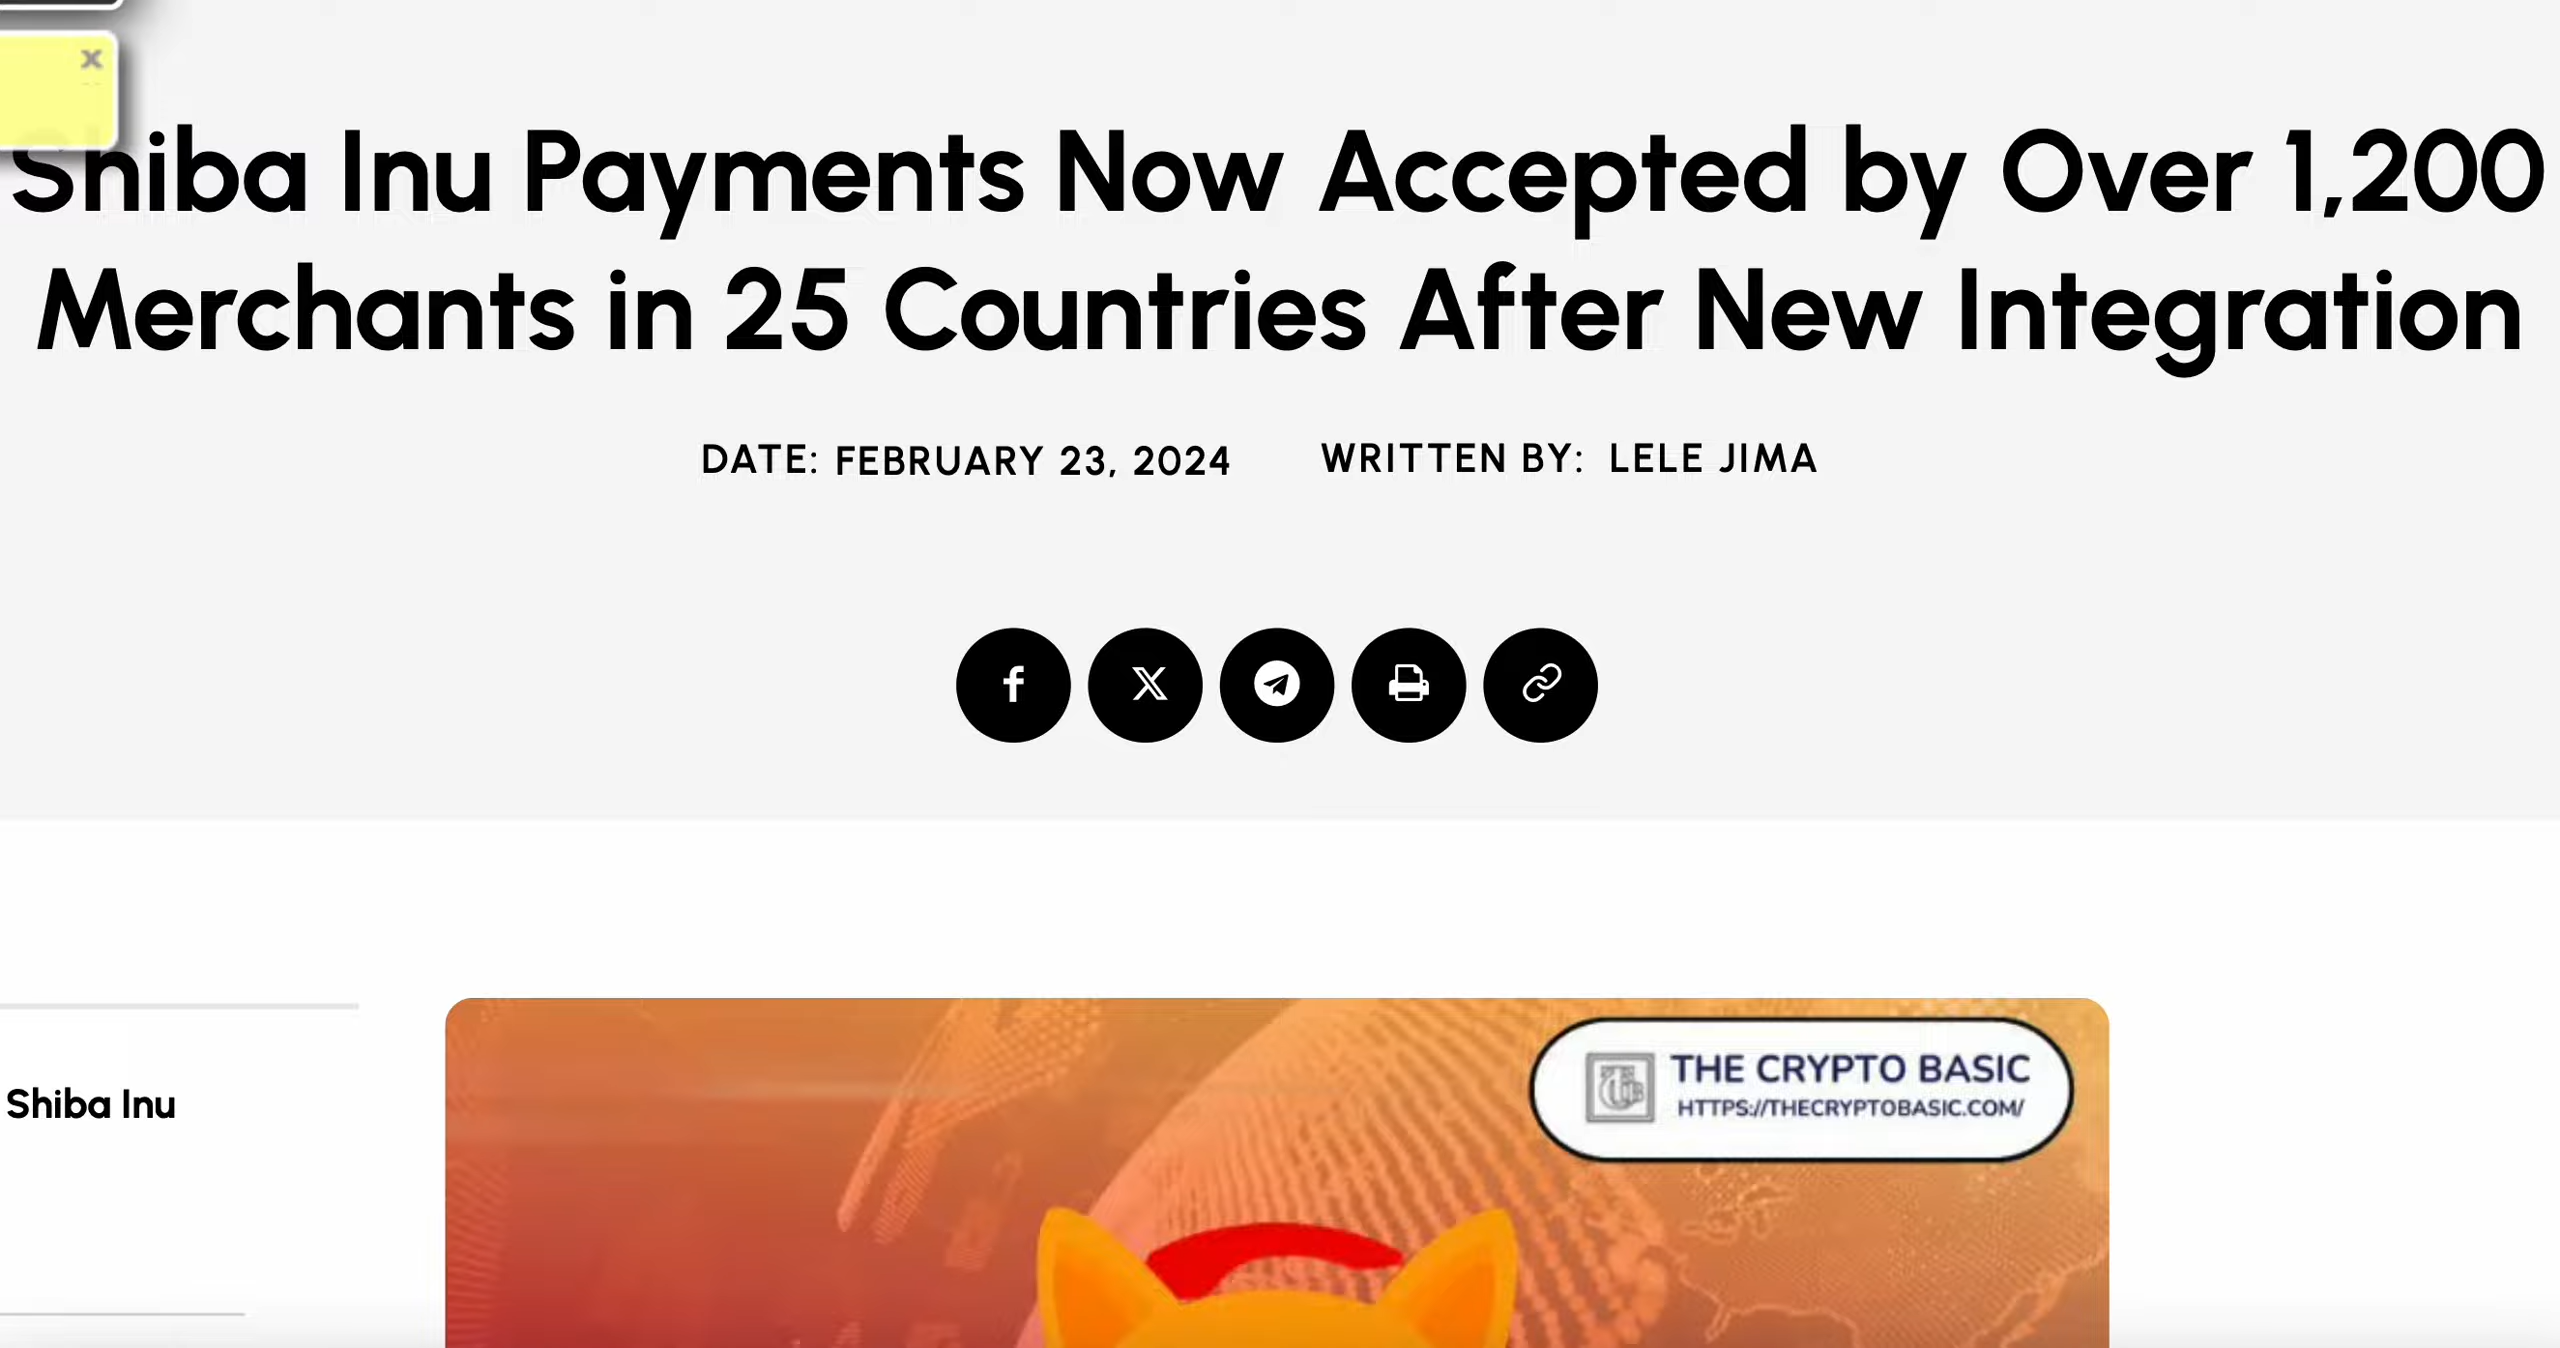 x
Shiba Inu Payments Now Accepted by Over 1,200
Merchants in 25 Countries After New Integration
DATE: FEBRUARY 23, 2024
WRITTEN BY: LELE JIMA
Shiba Inu
THE CRYPTO BASIC
HTTPS://THECRYPTOBASIC.COM/